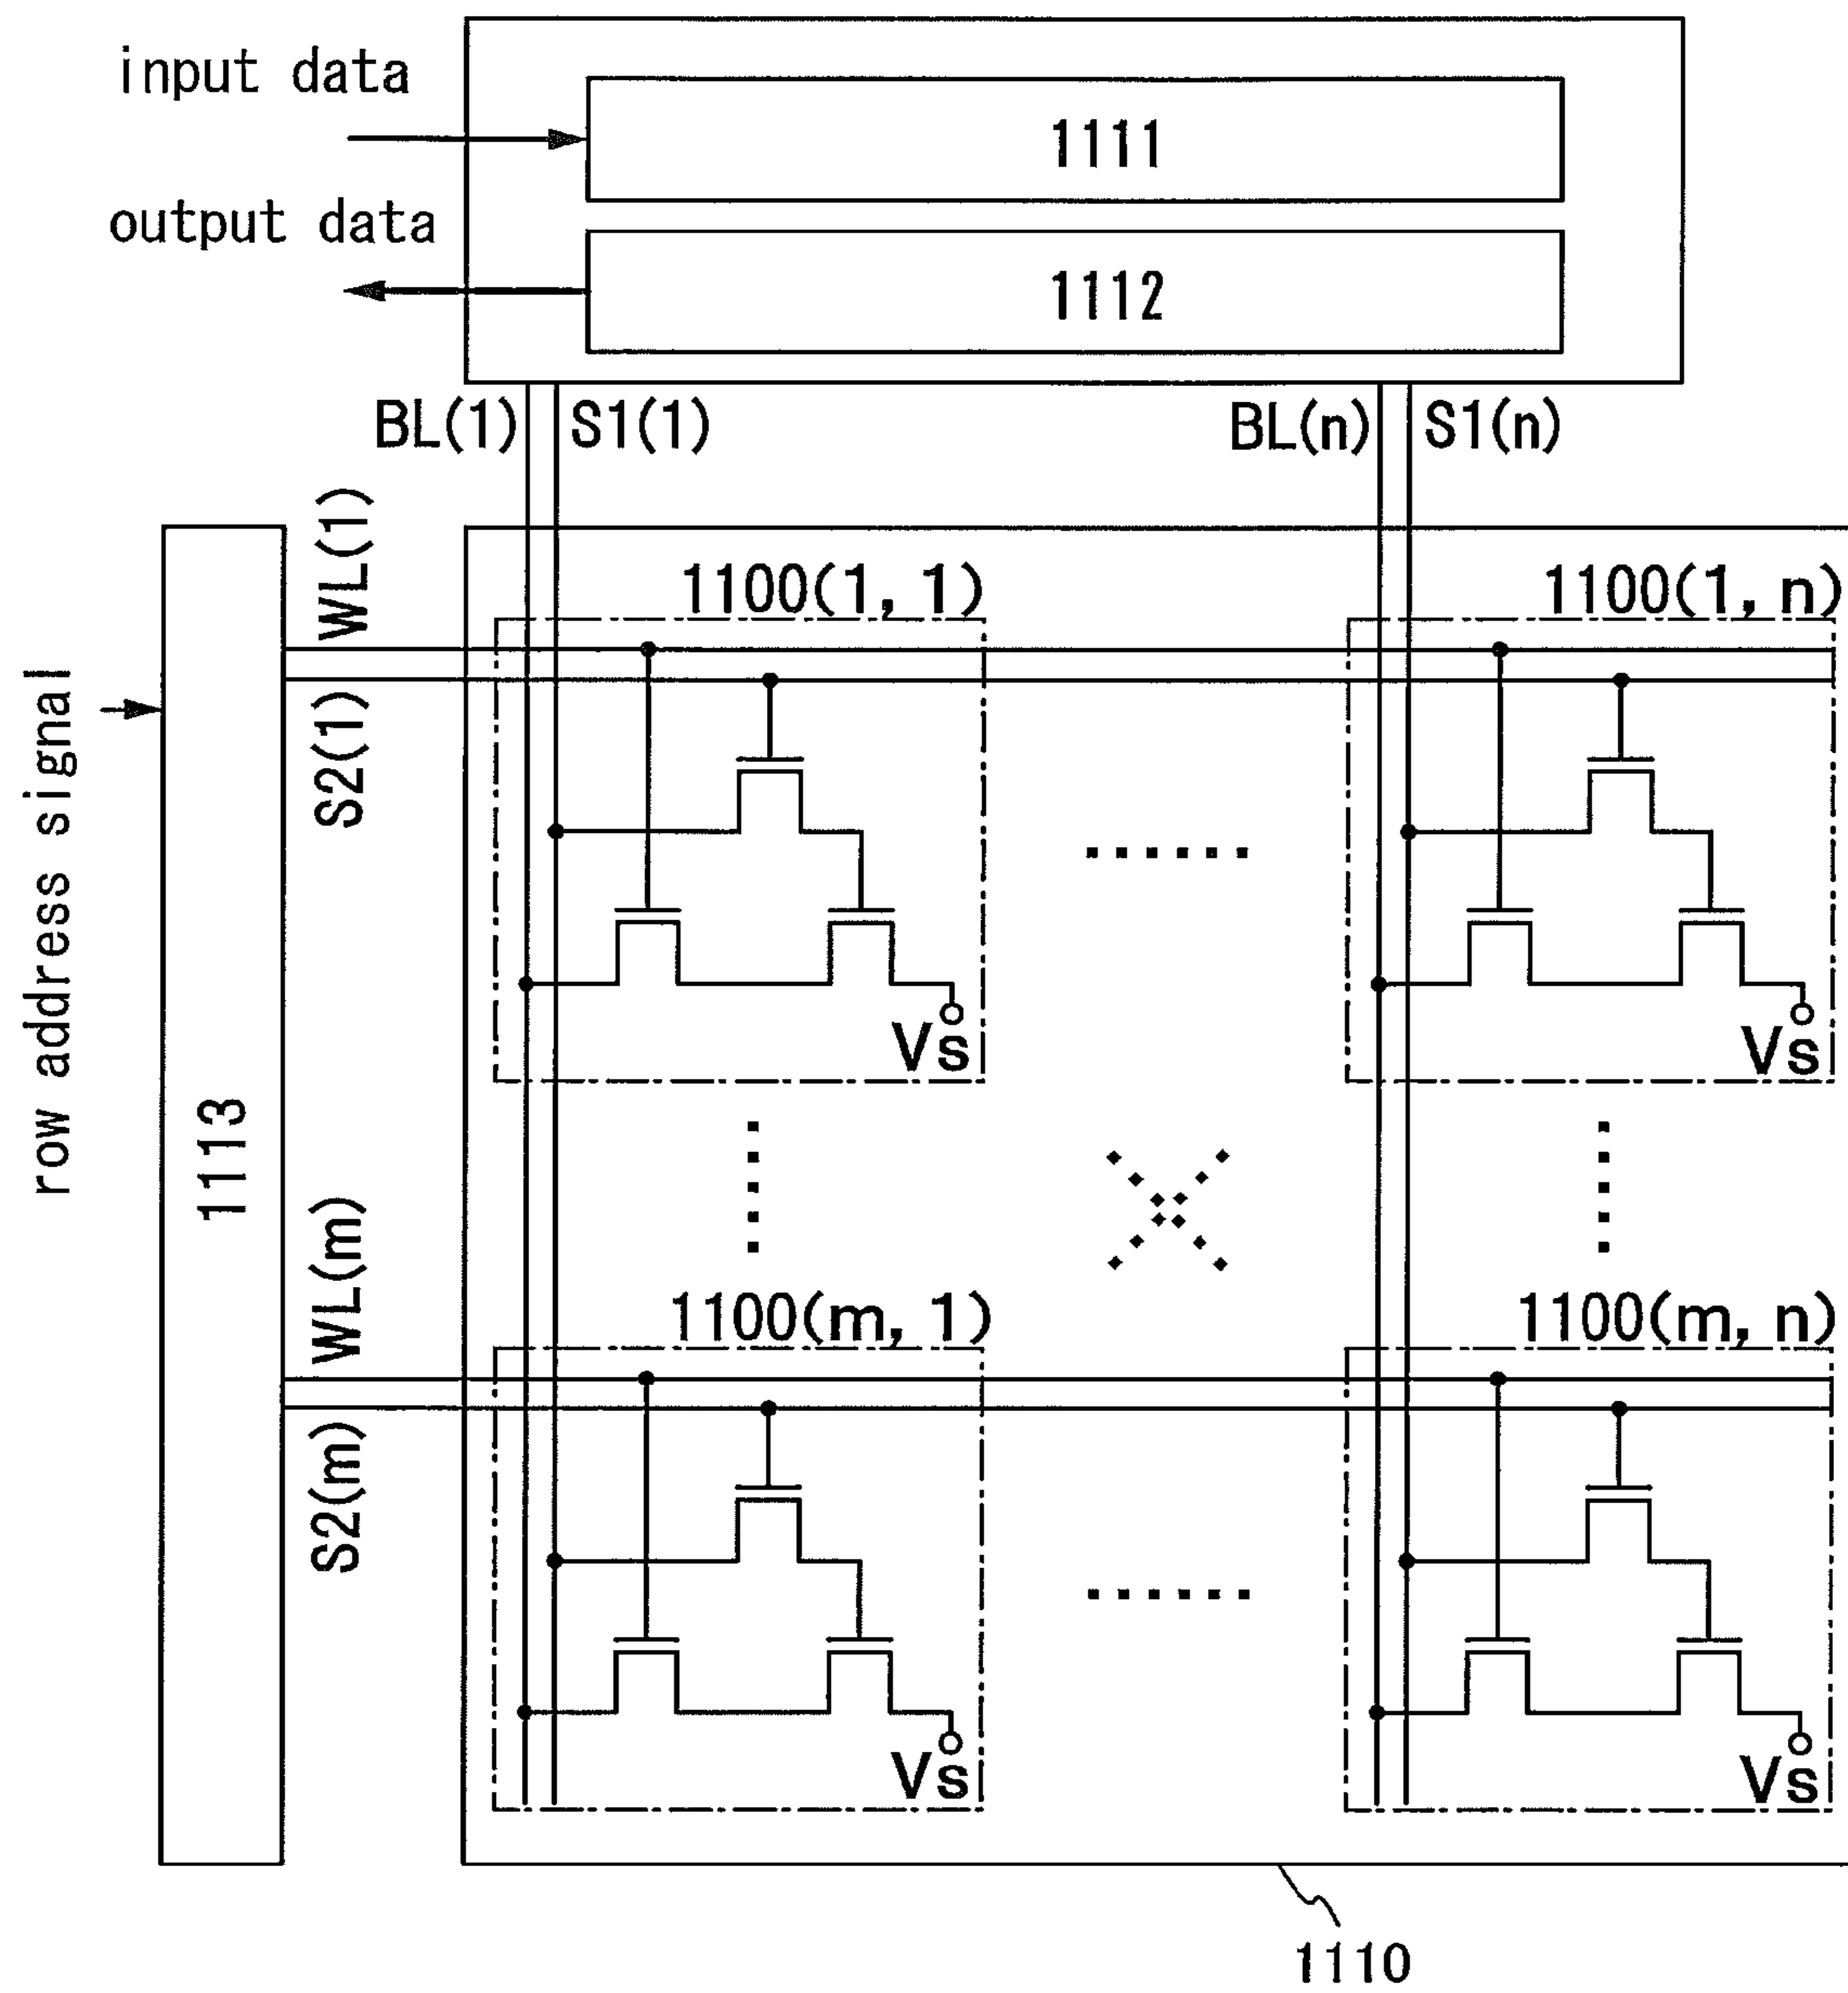 input data
1111
output data
1112
BL(1) S1(1) BL(n) S1(n)
WL(1)
S2(1)
row address signal
1113
1100(1, 1) 1100(1, n)
Vs Vs
WL(m)
S2(m)
1100(m, 1) 1100(m, n)
Vs Vs
1110